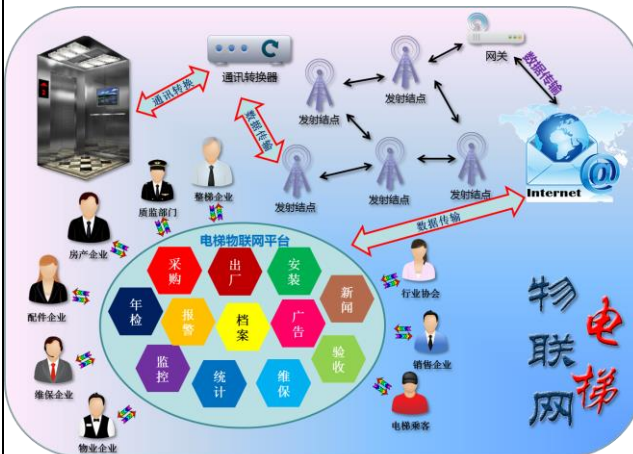 通讯转换器
网关
通讯转换
数据传输
数据传输
发射结点
发射结点
发射结点
发射结点
发射结点
Internet
@
整梯企业
质监部门
数据传输
房产企业
电梯物联网平台
采购
出厂
安装
新闻
年检
报警
档案
广告
验收
监控
统计
维保
配件企业
维保企业
物业企业
行业协会
销售企业
电梯乘客
电梯
物联网